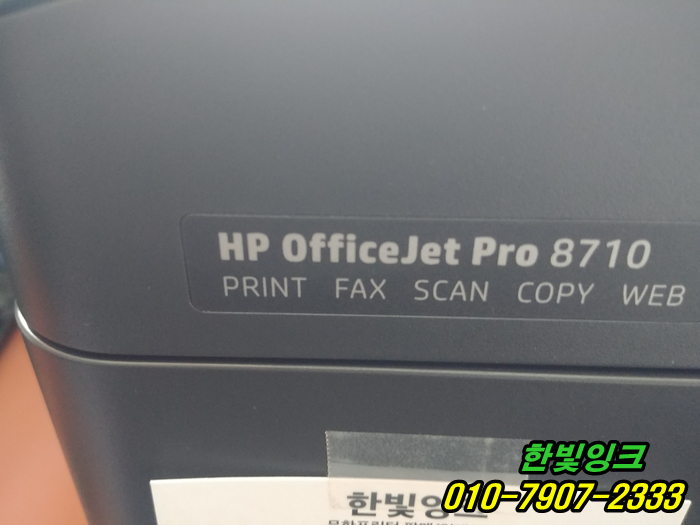 HP OfficeJet Pro 8710
PRINT FAX SCAN COPY WEB
한빛잉크
한빛잉크
010-7907-2333